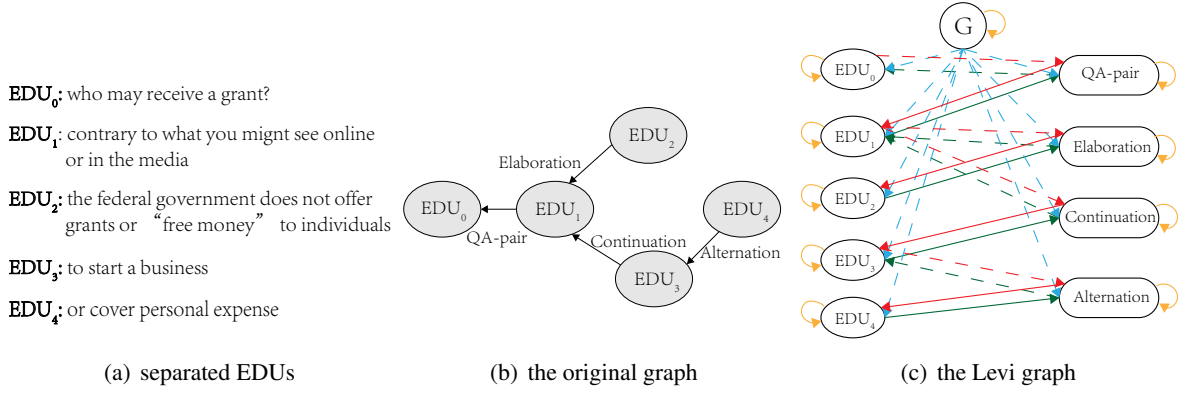 EDU₀: who may receive a grant?
EDU₁: contrary to what you mignt see online
or in the media
EDU₂: the federal government does not offer
grants or “free money” to individuals
EDU₃: to start a business
EDU₄: or cover personal expense
(a) separated EDUs
EDU₂
Elaboration
EDU₀
EDU₁
EDU₄
QA-pair
Continuation
Alternation
EDU₃
(b) the original graph
G
EDU₀
QA-pair
EDU₁
Elaboration
EDU₂
Continuation
EDU₃
Alternation
EDU₄
(c) the Levi graph